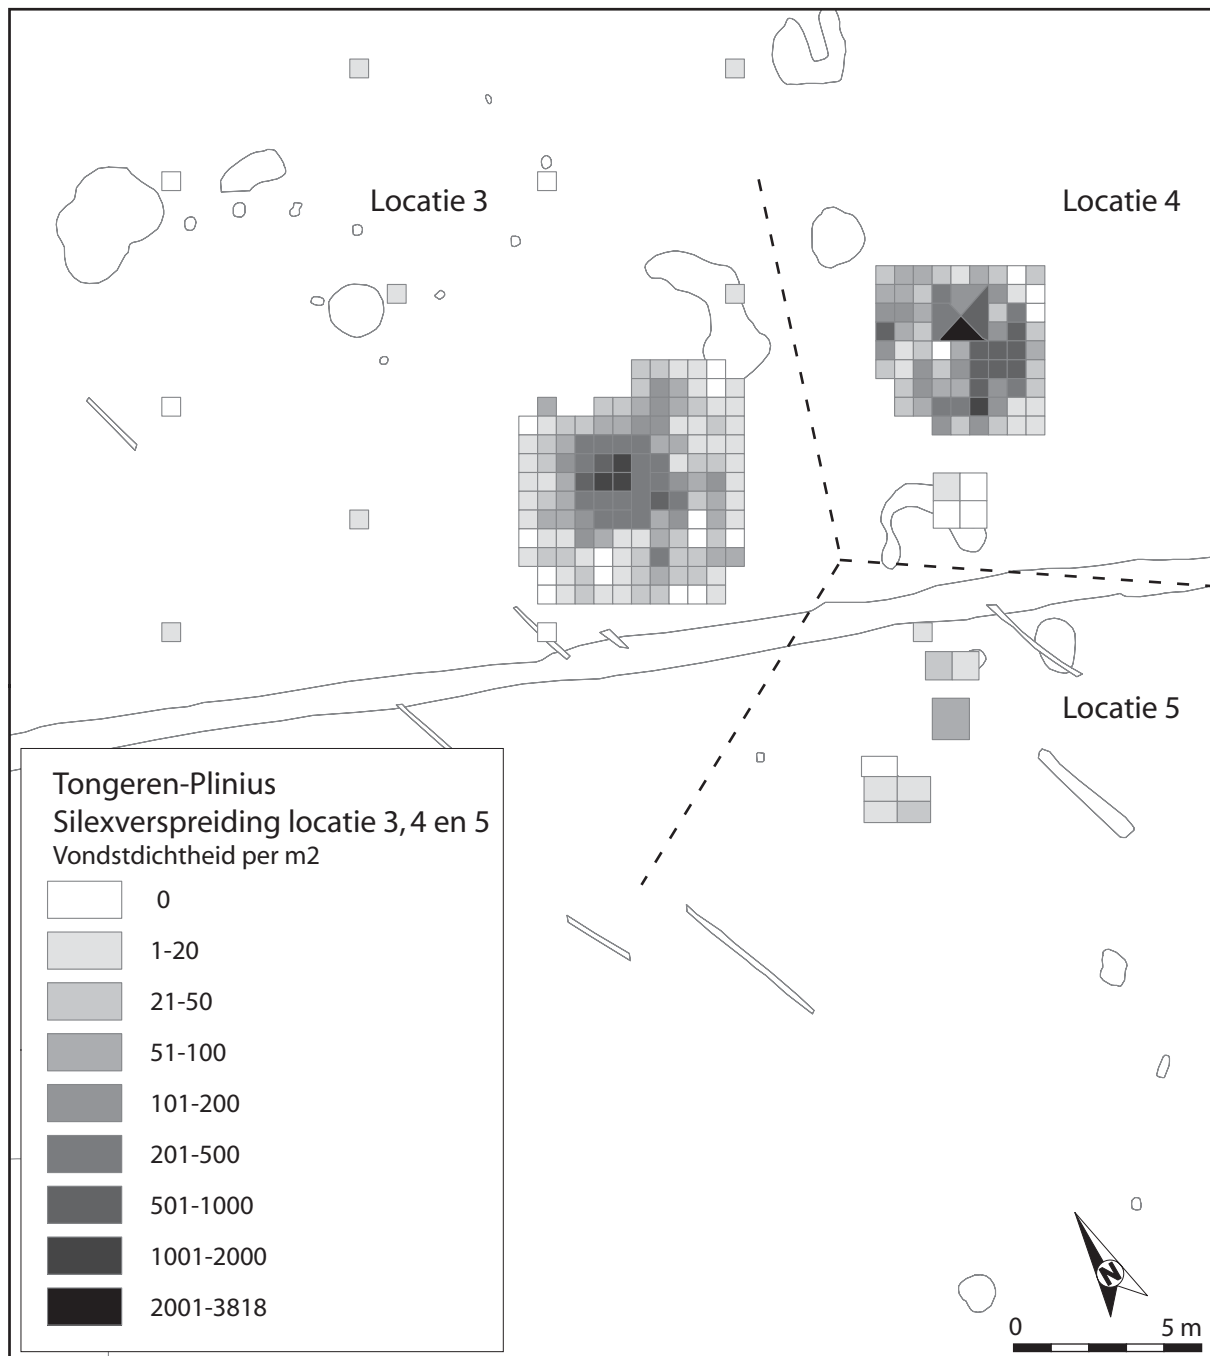 Locatie 3
Locatie 4
Locatie 5
Tongeren-Plinius
Silexverspreiding locatie 3, 4 en 5
Vondstdichtheid per m2
0
1-20
21-50
51-100
101-200
201-500
501-1000
1001-2000
2001-3818
N
0 5 m